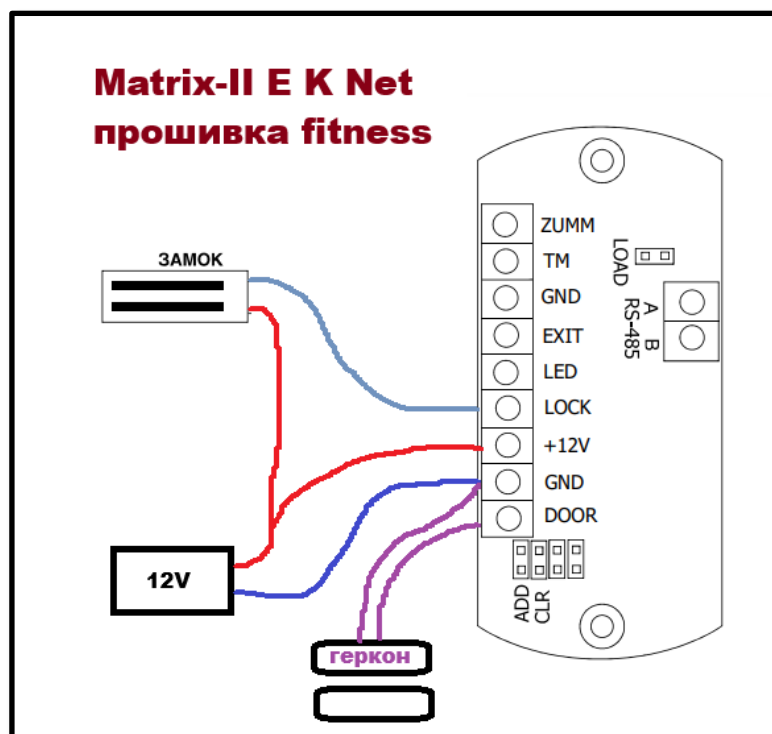 Matrix-II E K Net
прошивка fitness
ZUMM
TM
GND
EXIT
LED
LOCK
+12V
GND
DOOR
LOAD
A
B
RS-485
ЗАМОК
12V
ADD
CLR
геркон